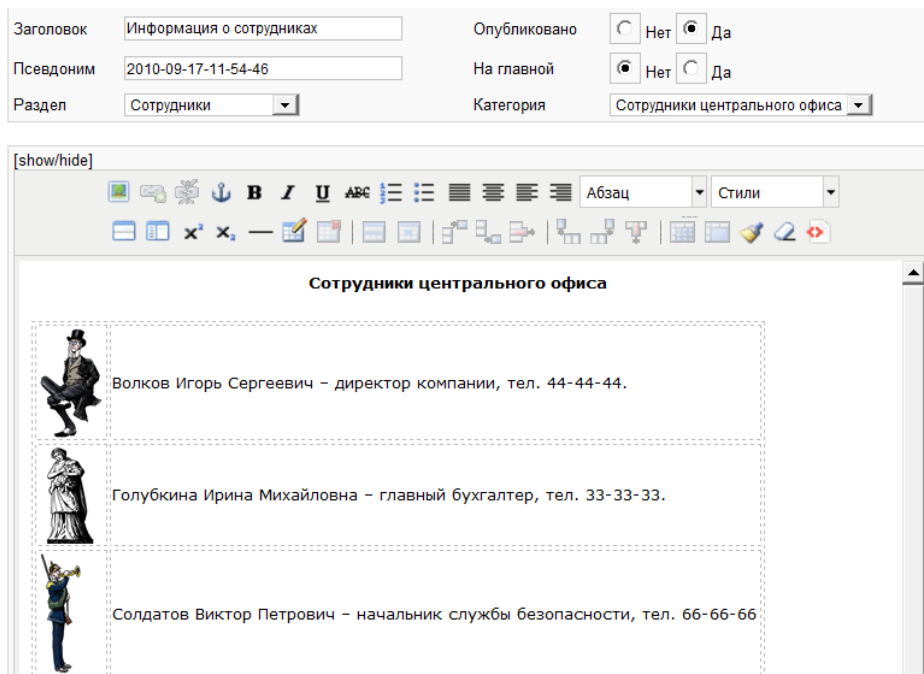 Заголовок Информация о сотрудниках Опубликовано Нет Да
Псевдоним 2010-09-17-11-54-46 На главной Нет Да
Раздел Сотрудники Категория Сотрудники центрального офиса
[show/hide]
B I U ABC Абзац Стили
x² x₂
Сотрудники центрального офиса
Волков Игорь Сергеевич – директор компании, тел. 44-44-44.
Голубкина Ирина Михайловна – главный бухгалтер, тел. 33-33-33.
Солдатов Виктор Петрович – начальник службы безопасности, тел. 66-66-66